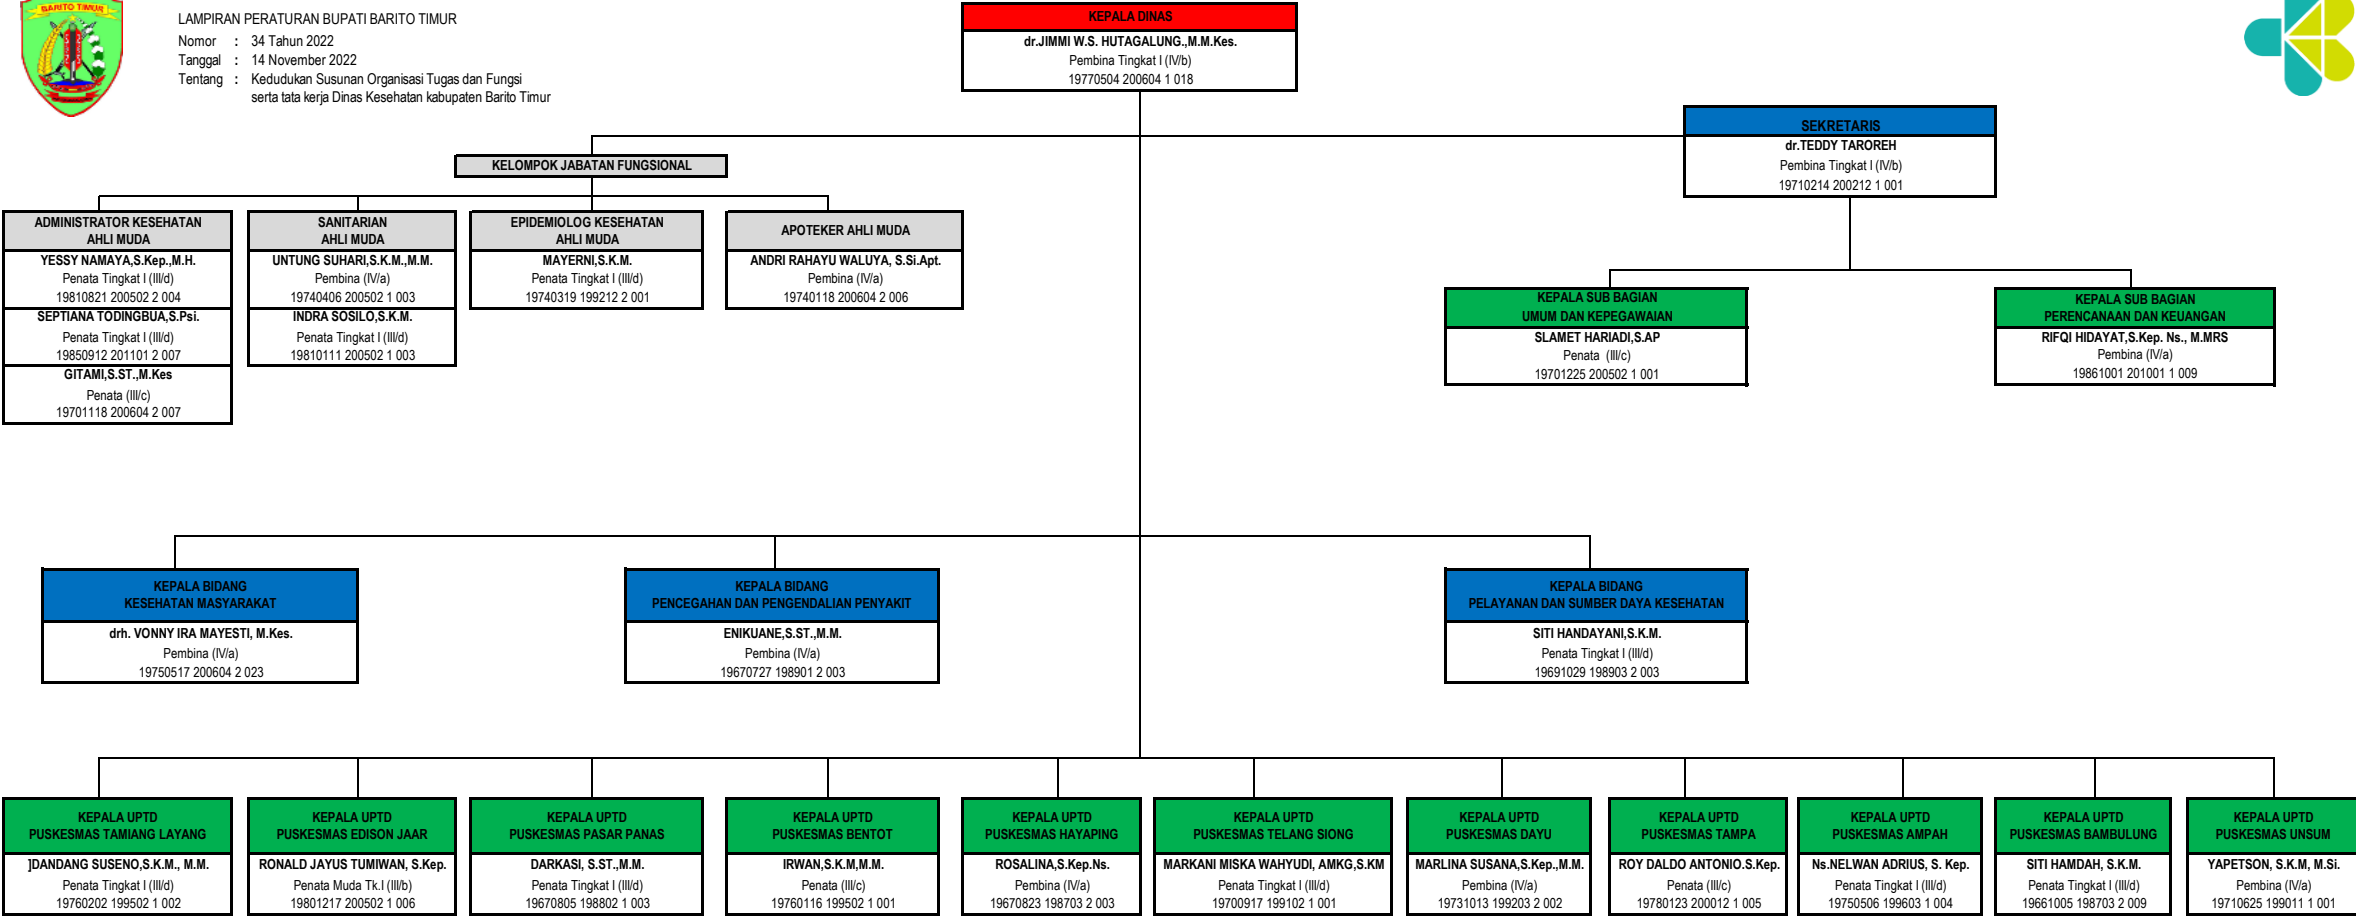 BARITO TIMUR
LAMPIRAN PERATURAN BUPATI BARITO TIMUR
Nomor : 34 Tahun 2022
Tanggal : 14 November 2022
Tentang : Kedudukan Susunan Organisasi Tugas dan Fungsi
serta tata kerja Dinas Kesehatan kabupaten Barito Timur
KEPALA DINAS
dr.JIMMI W.S. HUTAGALUNG.,M.M.Kes.
Pembina Tingkat I (IV/b)
19770504 200604 1 018
SEKRETARIS
dr.TEDDY TAROREH
Pembina Tingkat I (IV/b)
19710214 200212 1 001
KELOMPOK JABATAN FUNGSIONAL
ADMINISTRATOR KESEHATAN
AHLI MUDA
YESSY NAMAYA,S.Kep.,M.H.
Penata Tingkat I (III/d)
19810821 200502 2 004
SEPTIANA TODINGBUA,S.Psi.
Penata Tingkat I (III/d)
19850912 201101 2 007
GITAMI,S.ST.,M.Kes
Penata (III/c)
19701118 200604 2 007
SANITARIAN
AHLI MUDA
UNTUNG SUHARI,S.K.M.,M.M.
Pembina (IV/a)
19740406 200502 1 003
INDRA SOSILO,S.K.M.
Penata Tingkat I (III/d)
19810111 200502 1 003
EPIDEMIOLOG KESEHATAN
AHLI MUDA
MAYERNI,S.K.M.
Penata Tingkat I (III/d)
19740319 199212 2 001
APOTEKER AHLI MUDA
ANDRI RAHAYU WALUYA, S.Si.Apt.
Pembina (IV/a)
19740118 200604 2 006
KEPALA SUB BAGIAN
UMUM DAN KEPEGAWAIAN
SLAMET HARIADI,S.AP
Penata (III/c)
19701225 200502 1 001
KEPALA SUB BAGIAN
PERENCANAAN DAN KEUANGAN
RIFQI HIDAYAT,S.Kep. Ns., M.MRS
Pembina (IV/a)
19861001 201001 1 009
KEPALA BIDANG
KESEHATAN MASYARAKAT
drh. VONNY IRA MAYESTI, M.Kes.
Pembina (IV/a)
19750517 200604 2 023
KEPALA BIDANG
PENCEGAHAN DAN PENGENDALIAN PENYAKIT
ENIKUANE,S.ST.,M.M.
Pembina (IV/a)
19670727 198901 2 003
KEPALA BIDANG
PELAYANAN DAN SUMBER DAYA KESEHATAN
SITI HANDAYANI,S.K.M.
Penata Tingkat I (III/d)
19691029 198903 2 003
KEPALA UPTD
PUSKESMAS TAMIANG LAYANG
]DANDANG SUSENO,S.K.M., M.M.
Penata Tingkat I (III/d)
19760202 199502 1 002
KEPALA UPTD
PUSKESMAS EDISON JAAR
RONALD JAYUS TUMIWAN, S.Kep.
Penata Muda Tk.I (III/b)
19801217 200502 1 006
KEPALA UPTD
PUSKESMAS PASAR PANAS
DARKASI, S.ST.,M.M.
Penata Tingkat I (III/d)
19670805 198802 1 003
KEPALA UPTD
PUSKESMAS BENTOT
IRWAN,S.K.M,M.M.
Penata (III/c)
19760116 199502 1 001
KEPALA UPTD
PUSKESMAS HAYAPING
ROSALINA,S.Kep.Ns.
Pembina (IV/a)
19670823 198703 2 003
KEPALA UPTD
PUSKESMAS TELANG SIONG
MARKANI MISKA WAHYUDI, AMKG,S.KM
Penata Tingkat I (III/d)
19700917 199102 1 001
KEPALA UPTD
PUSKESMAS DAYU
MARLINA SUSANA,S.Kep.,M.M.
Pembina (IV/a)
19731013 199203 2 002
KEPALA UPTD
PUSKESMAS TAMPA
ROY DALDO ANTONIO.S.Kep.
Penata (III/c)
19780123 200012 1 005
KEPALA UPTD
PUSKESMAS AMPAH
Ns.NELWAN ADRIUS, S. Kep.
Penata Tingkat I (III/d)
19750506 199603 1 004
KEPALA UPTD
PUSKESMAS BAMBULUNG
SITI HAMDAH, S.K.M.
Penata Tingkat I (III/d)
19661005 198703 2 009
KEPALA UPTD
PUSKESMAS UNSUM
YAPETSON, S.K.M, M.Si.
Pembina (IV/a)
19710625 199011 1 001